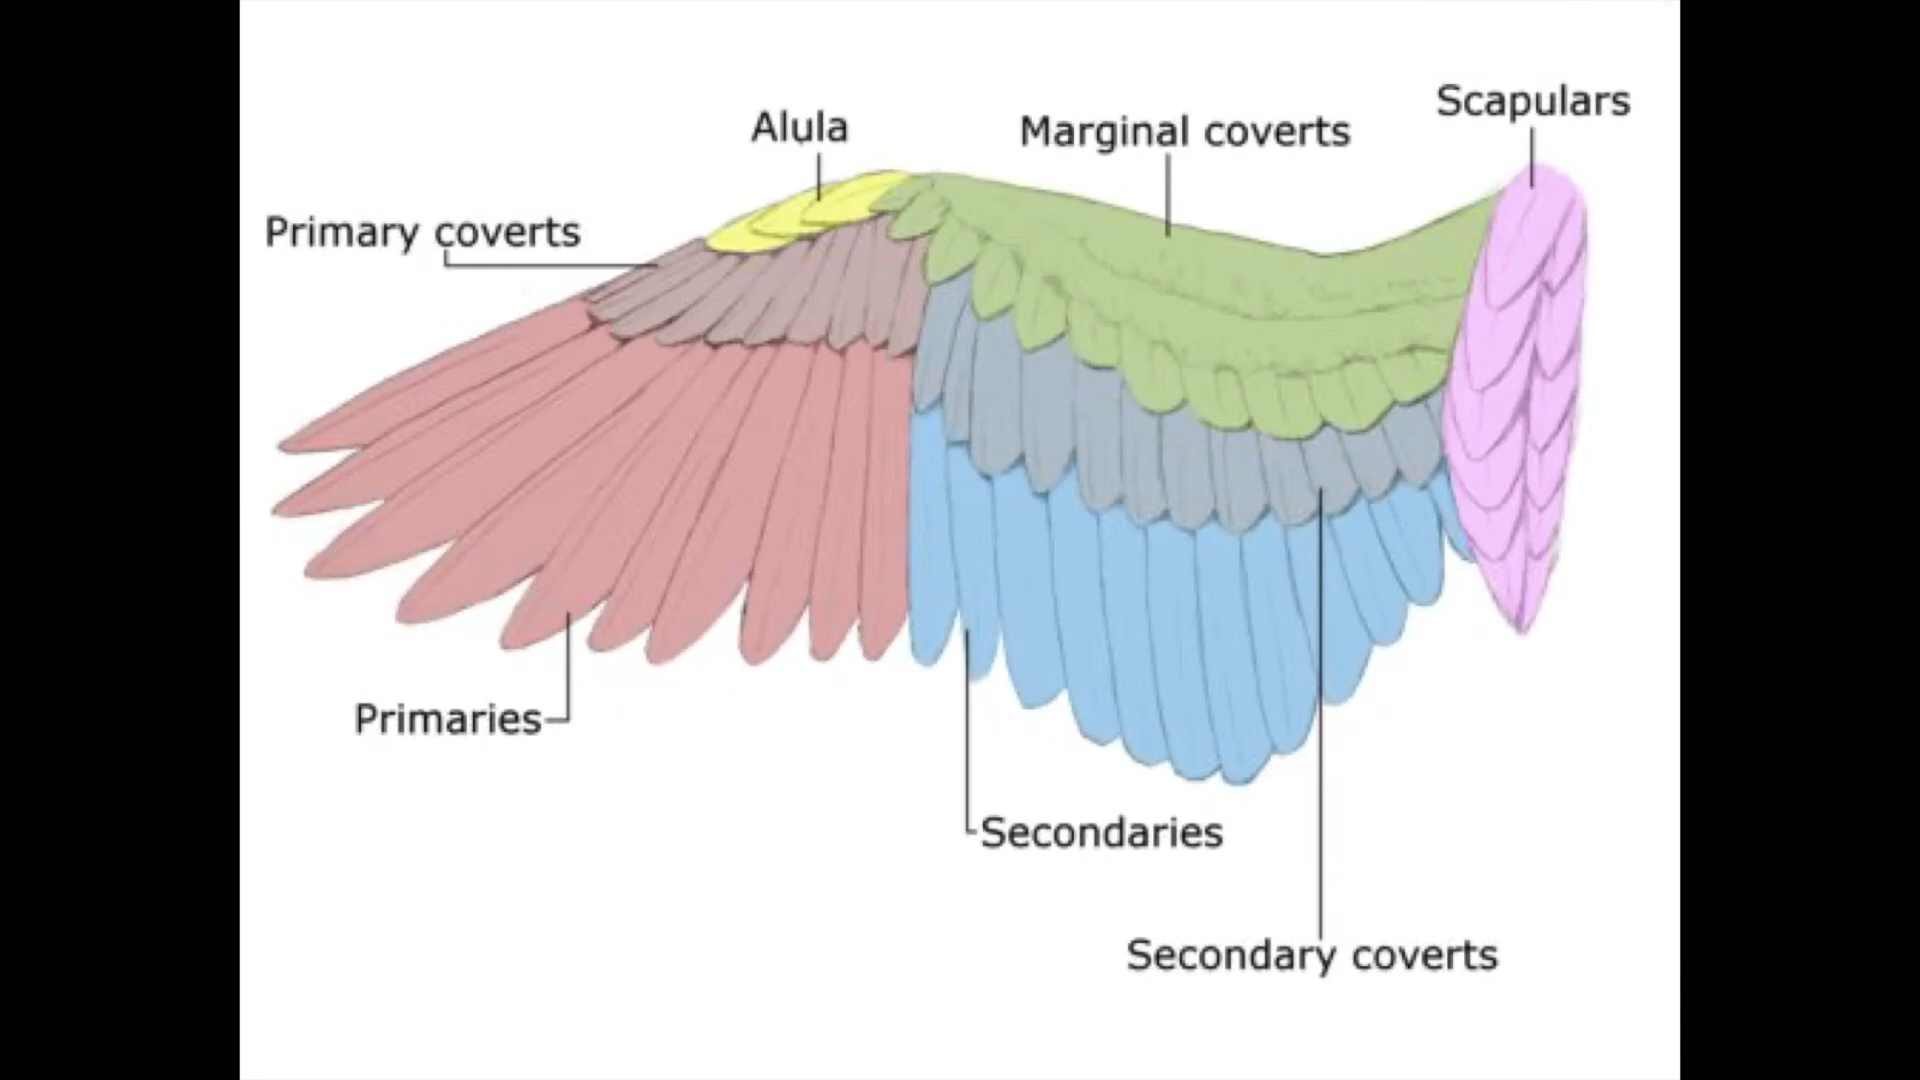 Scapulars
Alula
Marginal coverts
Primary coverts
Primaries
Secondaries
Secondary coverts